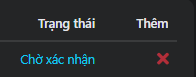 Trạng thái Thêm
Chờ xác nhận